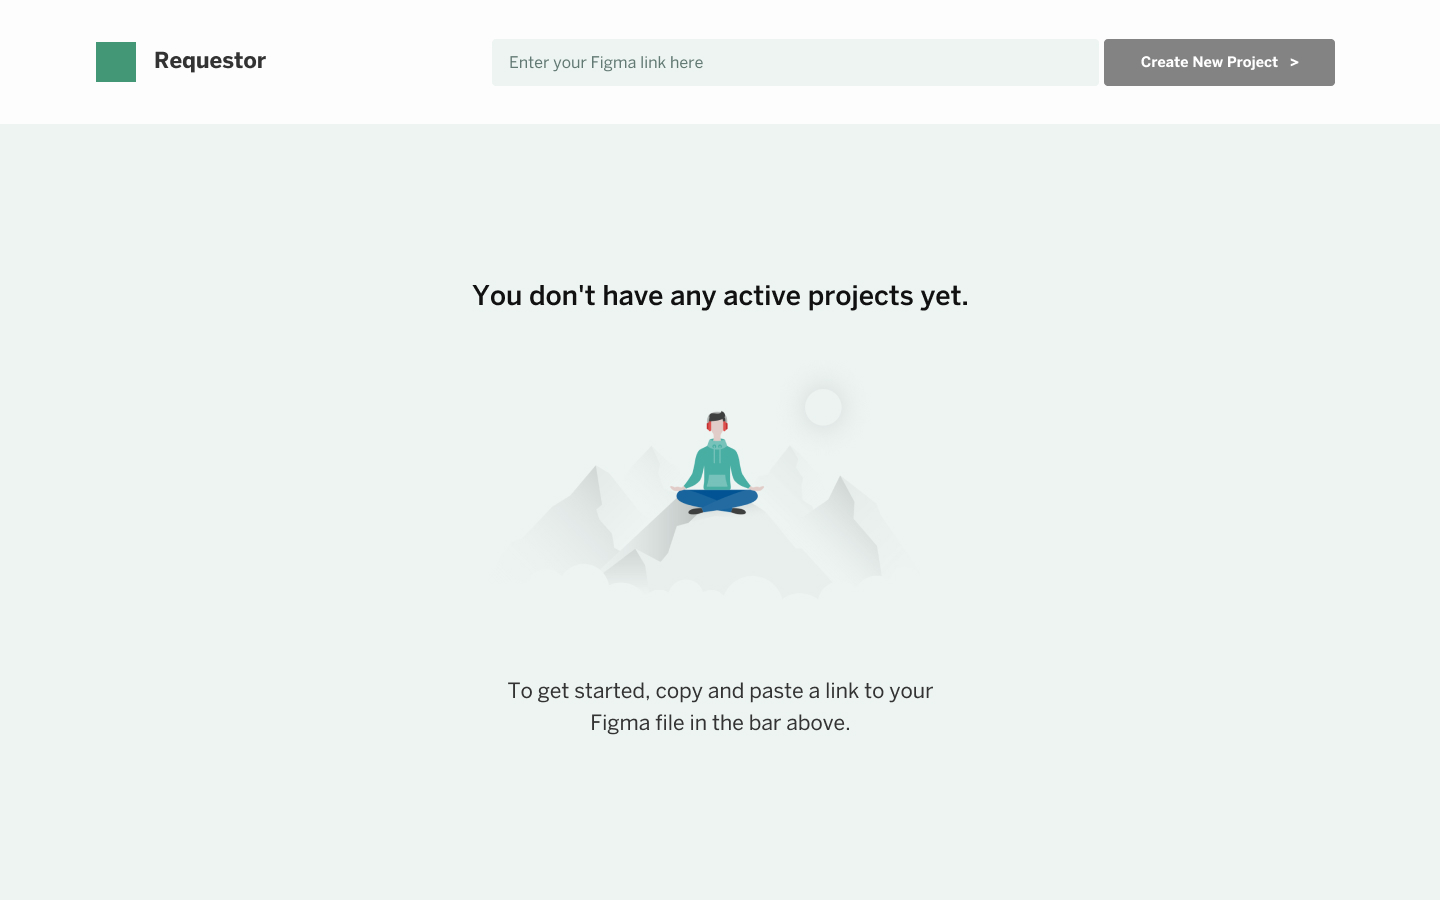 Requestor
Enter your Figma link here
Create New Project >
You don't have any active projects yet.
To get started, copy and paste a link to your
Figma file in the bar above.